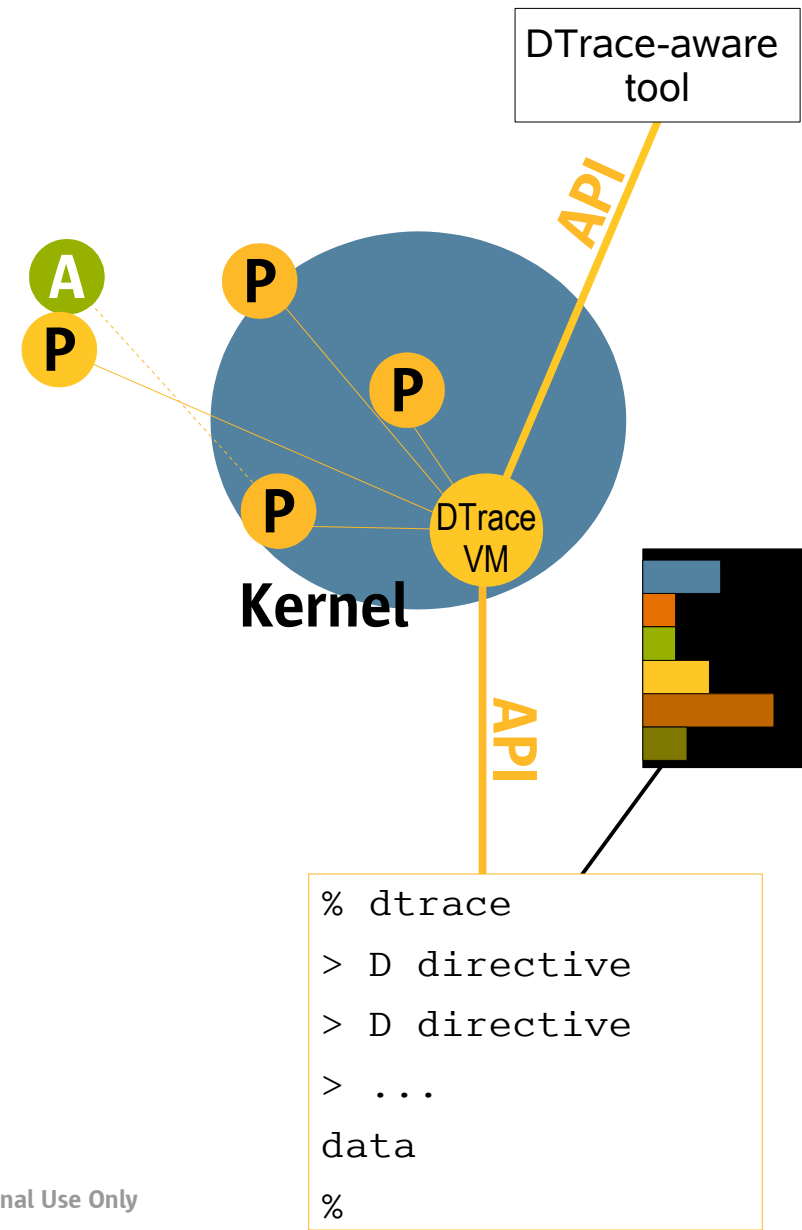 DTrace-aware
tool
API
A
P
P
P
P
DTrace
VM
Kernel
API
% dtrace
> D directive
> D directive
> ...
data
%
nal Use Only